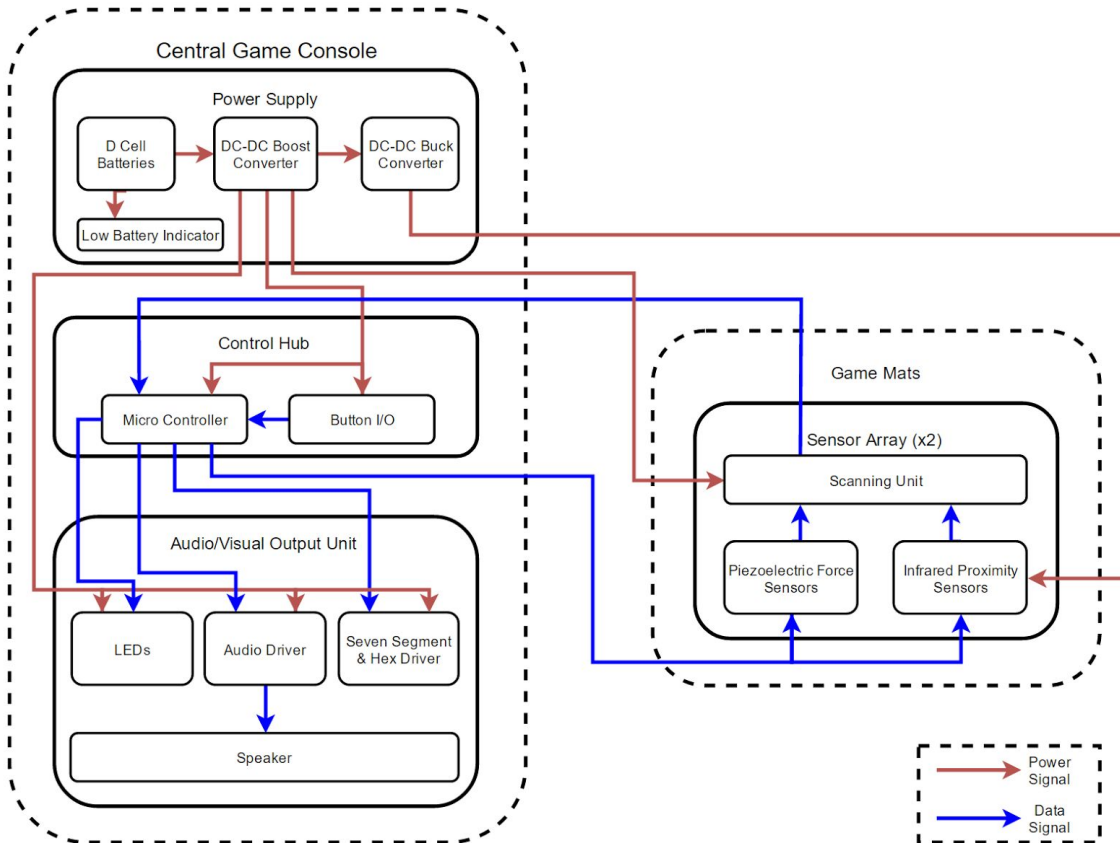 Central Game Console
Power Supply
D Cell
Batteries
DC-DC Boost
Converter
DC-DC Buck
Converter
Low Battery Indicator
Control Hub
Micro Controller
Button I/O
Audio/Visual Output Unit
LEDs
Audio Driver
Seven Segment
& Hex Driver
Speaker
Game Mats
Sensor Array (x2)
Scanning Unit
Piezoelectric Force
Sensors
Infrared Proximity
Sensors
Power
Signal
Data
Signal